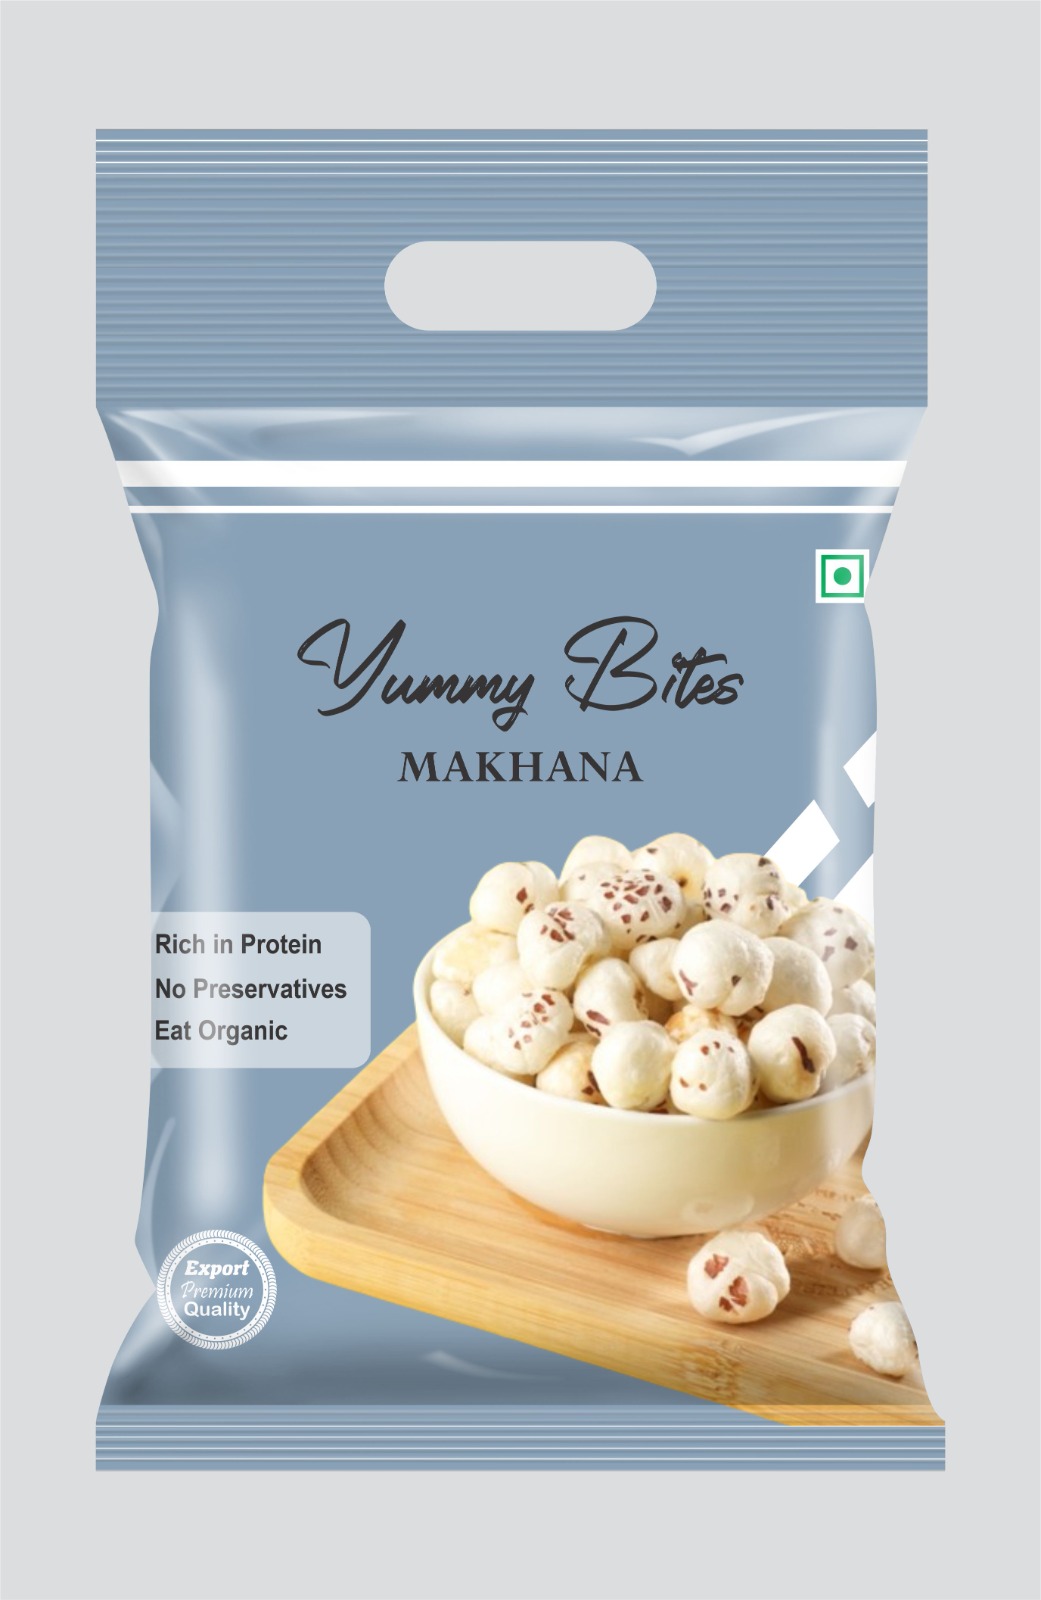 Yummy Bites
MAKHANA
Rich in Protein
No Preservatives
Eat Organic
Export
Premium
Quality